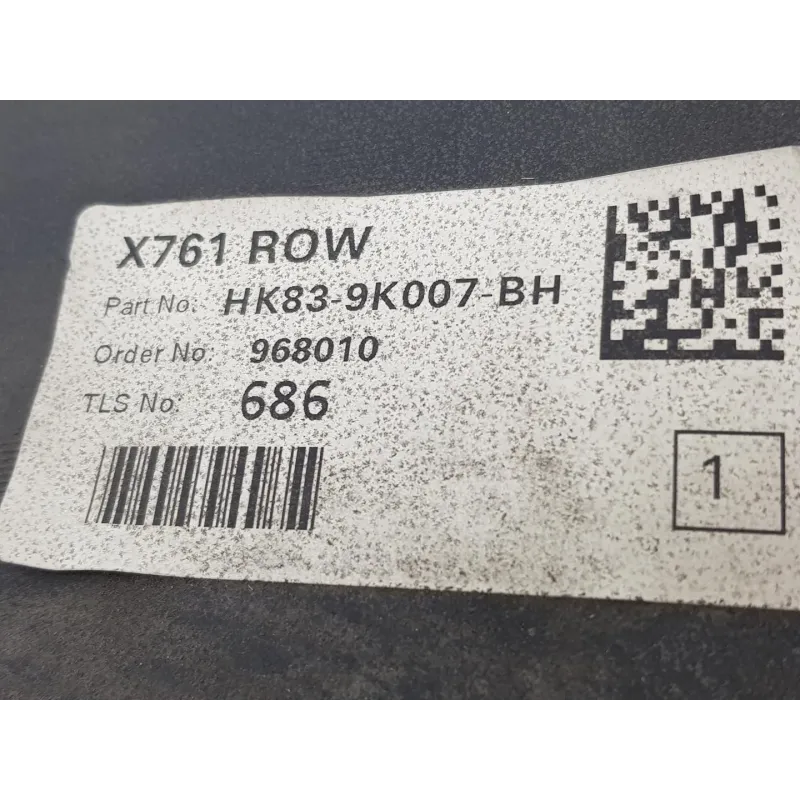 X761 ROW
Part No: HK83-9K007-BH
Order No: 968010
TLS No: 686
1